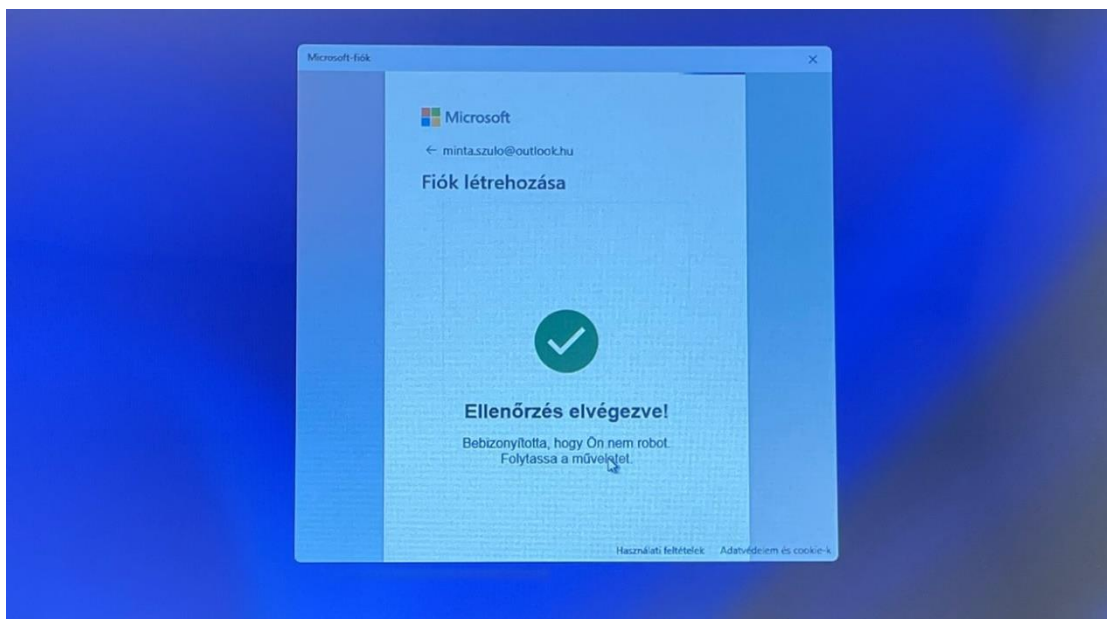 Microsoft-fiók
Microsoft
← minta.szulo@outlook.hu
Fiók létrehozása
Ellenőrzés elvégezve!
Bebizonyította, hogy Ön nem robot.
Folytassa a műveletet.
Használati feltételek Adatvédelem és cookie-k